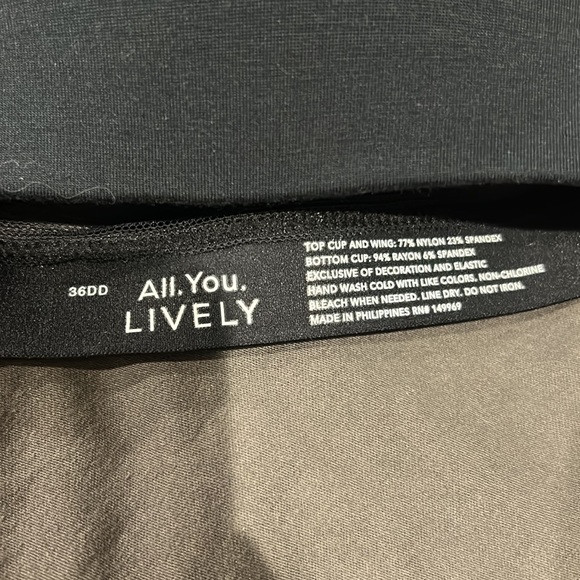 36DD
All.You.
LIVELY
TOP CUP AND WING: 77% NYLON 23% SPANDEX
BOTTOM CUP: 94% RAYON 6% SPANDEX
EXCLUSIVE OF DECORATION AND ELASTIC
HAND WASH COLD WITH LIKE COLORS. NON-CHLORINE
BLEACH WHEN NEEDED. LINE DRY. DO NOT IRON.
MADE IN PHILIPPINES RN# 149969